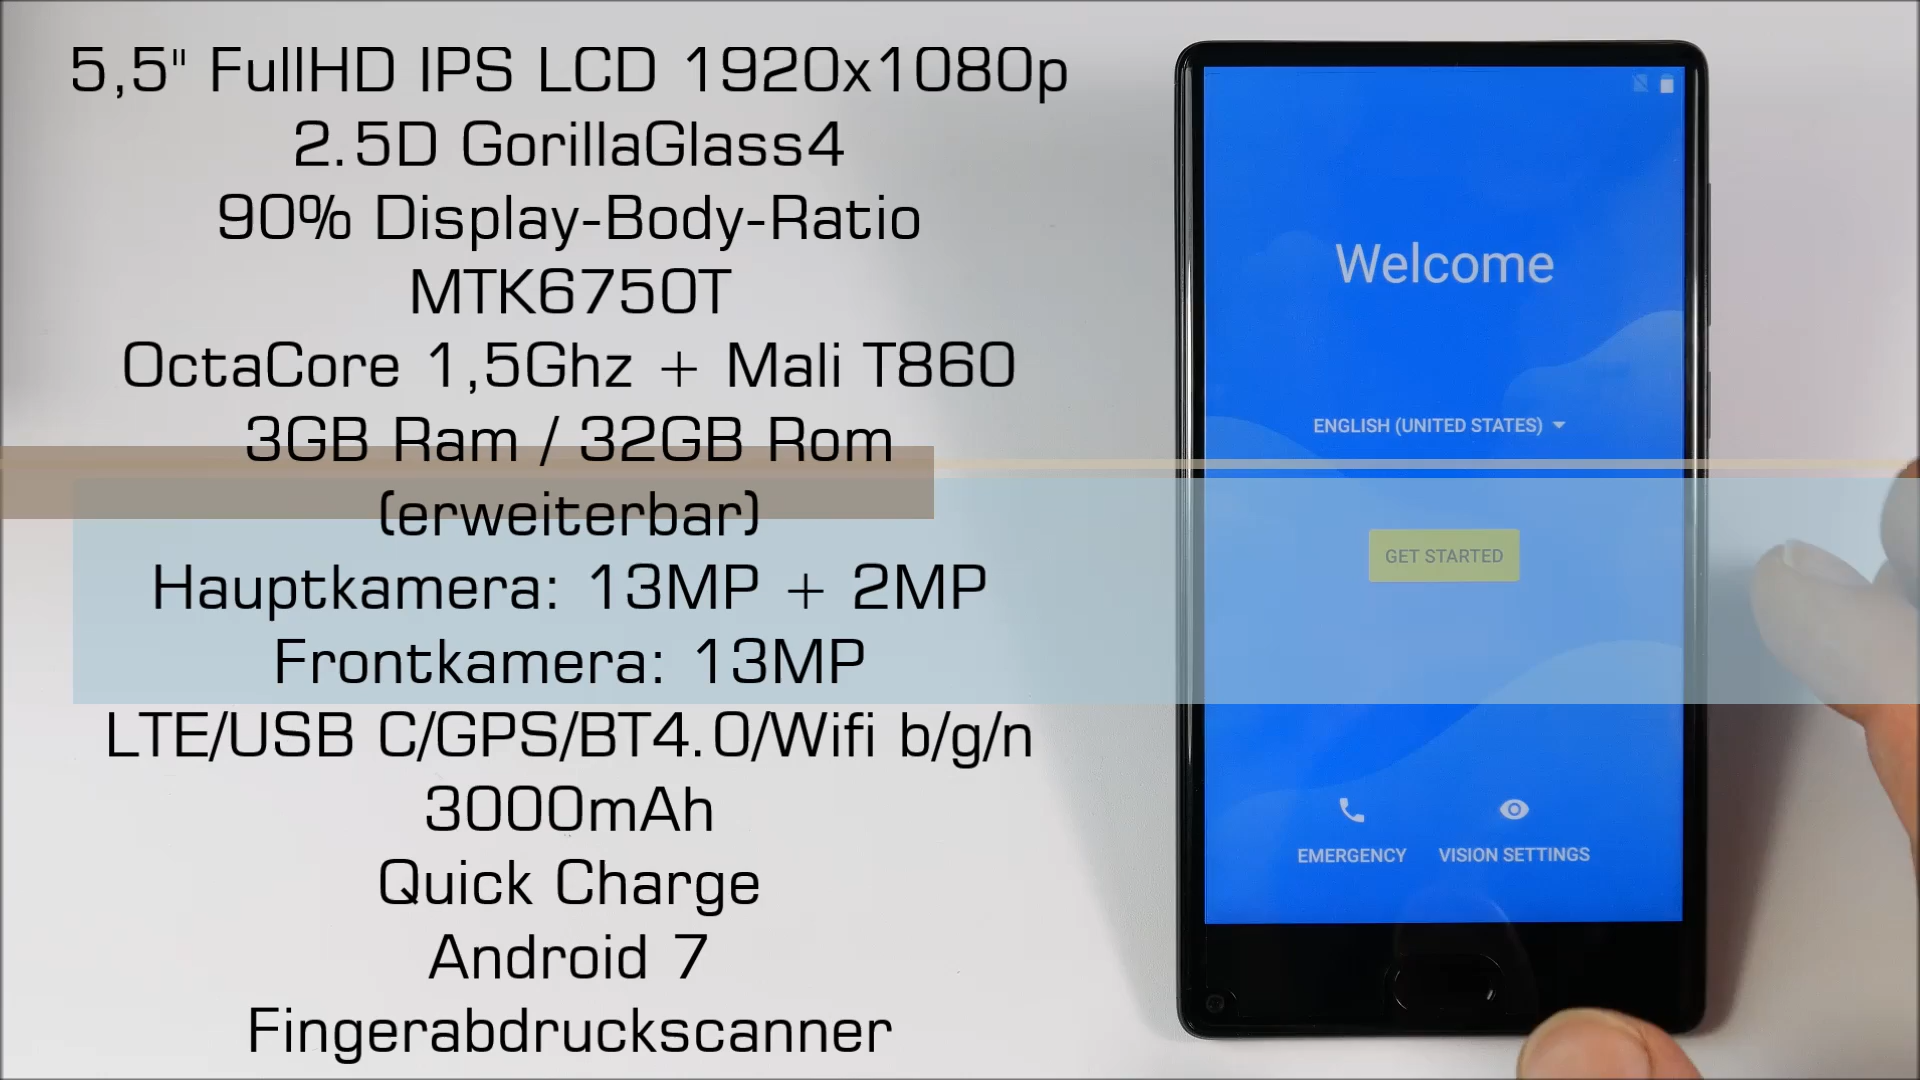 5,5" FullHD IPS LCD 1920x1080p
2.5D GorillaGlass4
90% Display-Body-Ratio
MTK6750T
OctaCore 1,5Ghz + Mali T860
3GB Ram / 32GB Rom
(erweiterbar)
Hauptkamera: 13MP + 2MP
Frontkamera: 13MP
LTE/USB C/GPS/BT4.0/Wifi b/g/n
3000mAh
Quick Charge
Android 7
Fingerabdruckscanner
Welcome
ENGLISH (UNITED STATES)
GET STARTED
EMERGENCY
VISION SETTINGS